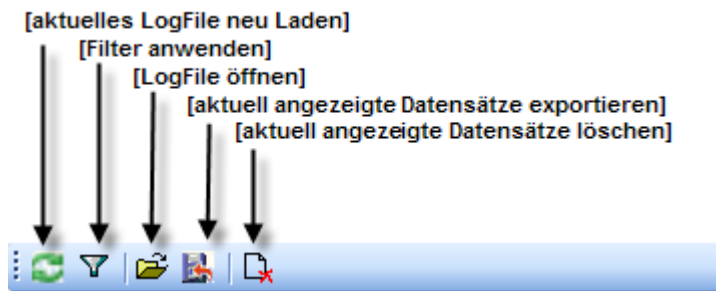 [aktuelles LogFile neu Laden]
[Filter anwenden]
[LogFile öffnen]
[aktuell angezeigte Datensätze exportieren]
[aktuell angezeigte Datensätze löschen]